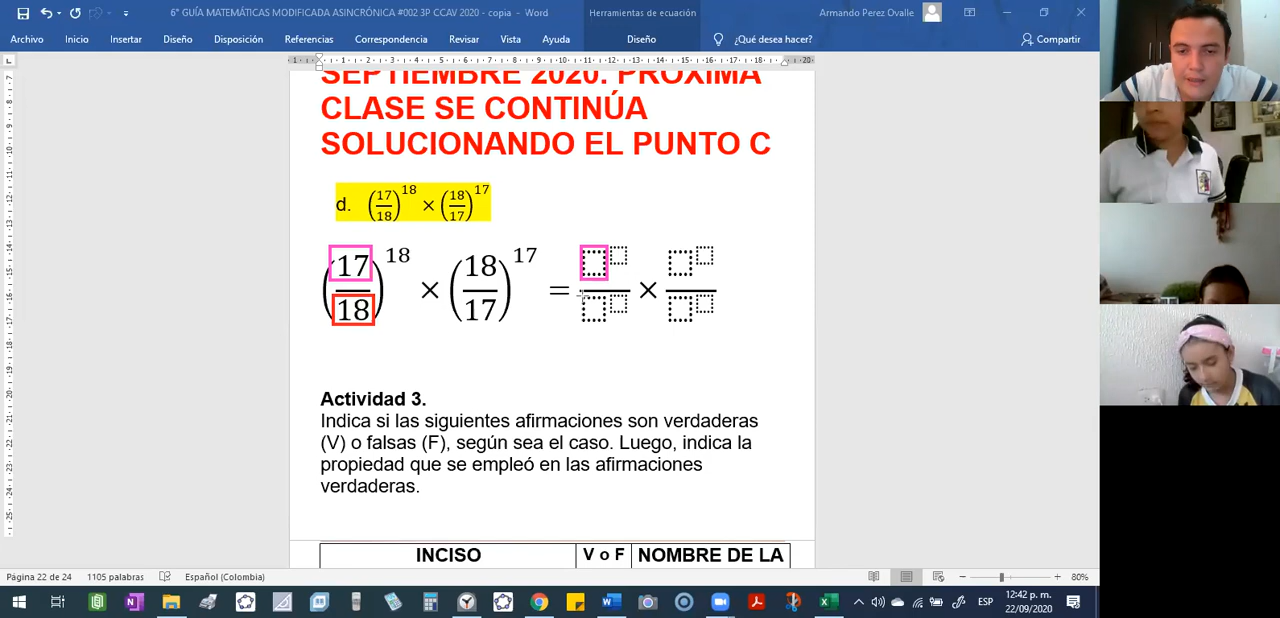 6° GUÍA MATEMÁTICAS MODIFICADA ASINCRÓNICA #002 3P CCAV 2020 - copia - Word
Herramientas de ecuación
Armando Perez Ovalle
Archivo Inicio Insertar Diseño Disposición Referencias Correspondencia Revisar Vista Ayuda Diseño ¿Qué desea hacer? Compartir
SEPTIEMBRE 2020. PRÓXIMA
CLASE SE CONTINÚA
SOLUCIONANDO EL PUNTO C
d. (17/18)^18 × (18/17)^17
(17/18)^18 × (18/17)^17 = ×
Actividad 3.
Indica si las siguientes afirmaciones son verdaderas
(V) o falsas (F), según sea el caso. Luego, indica la
propiedad que se empleó en las afirmaciones
verdaderas.
INCISO V o F NOMBRE DE LA
Página 22 de 24 1105 palabras Español (Colombia) 80%
ESP 12:42 p. m.
22/09/2020